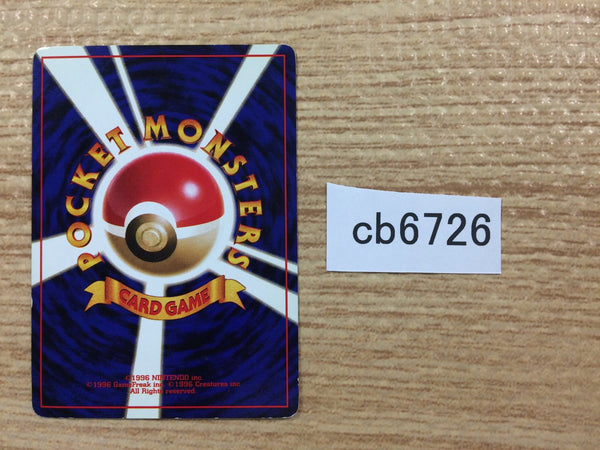 POCKET MONSTERS
CARD GAME
©1996 NINTENDO inc.
©1996 GameFreak inc. ©1996 Creatures inc.
All Rights reserved.
cb6726